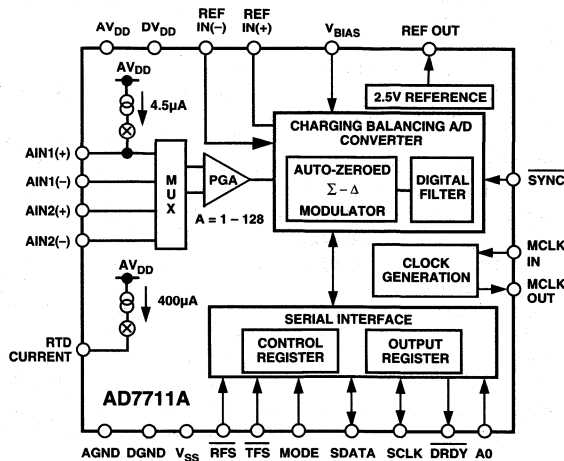 REF REF
AVDD DVDD IN(-) IN(+) VBIAS REF OUT
AVDD
4.5µA
2.5V REFERENCE
CHARGING BALANCING A/D
CONVERTER
AIN1(+)
AIN1(-)
AIN2(+)
AIN2(-)
MUX
PGA
A = 1 – 128
AUTO-ZEROED
Σ – Δ
MODULATOR
DIGITAL
FILTER
SYNC
AVDD
400µA
RTD
CURRENT
CLOCK
GENERATION
MCLK
IN
MCLK
OUT
SERIAL INTERFACE
CONTROL
REGISTER
OUTPUT
REGISTER
AD7711A
AGND DGND VSS RFS TFS MODE SDATA SCLK DRDY A0